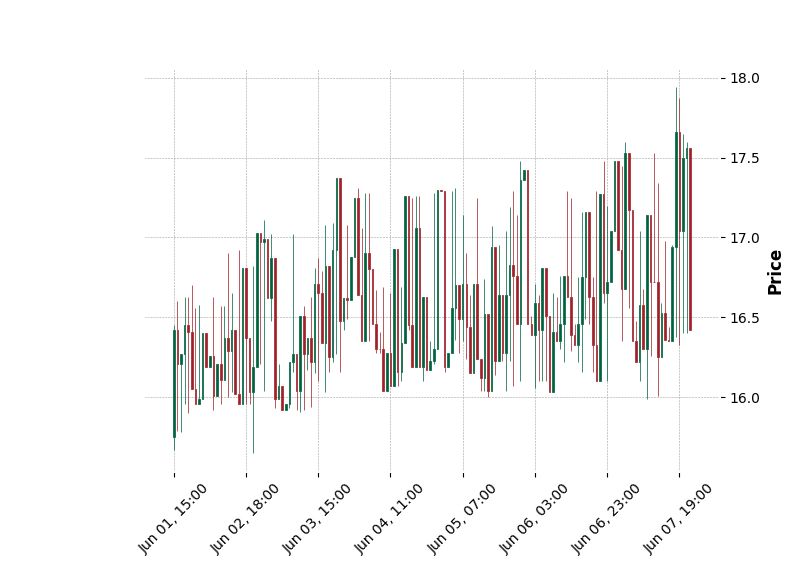 18.0
17.5
17.0
16.5
16.0
Price
Jun 01, 15:00
Jun 02, 18:00
Jun 03, 15:00
Jun 04, 11:00
Jun 05, 07:00
Jun 06, 03:00
Jun 06, 23:00
Jun 07, 19:00